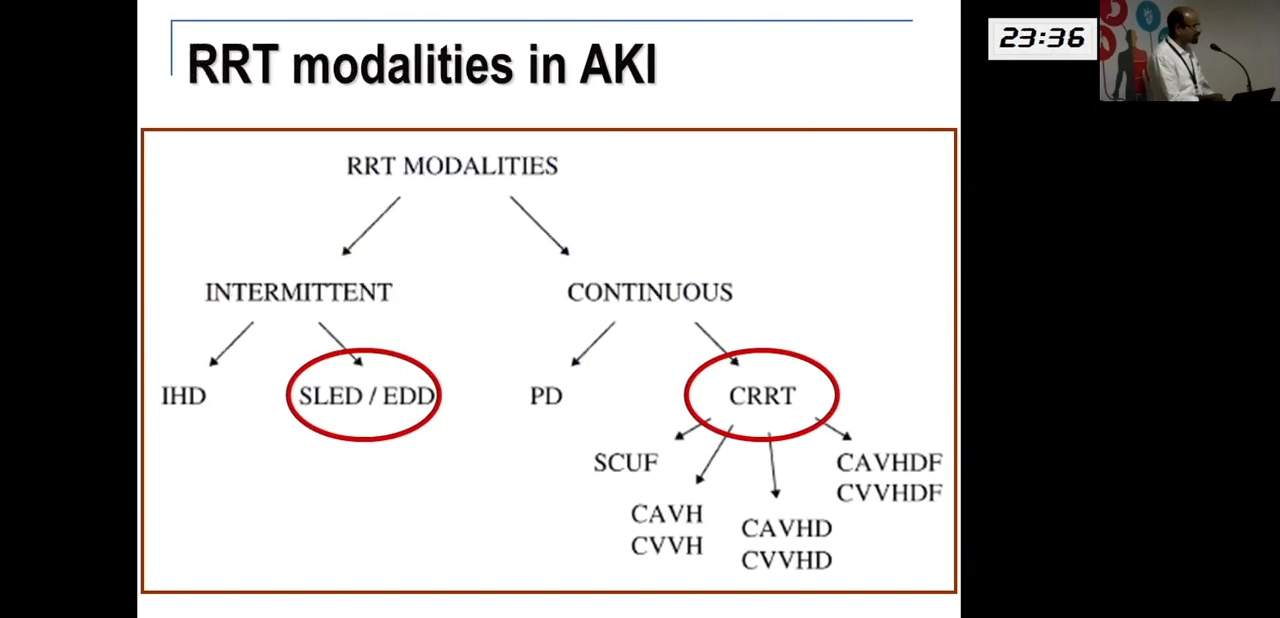 RRT modalities in AKI
23:36
RRT MODALITIES
INTERMITTENT
CONTINUOUS
IHD
SLED / EDD
PD
CRRT
SCUF
CAVH
CVVH
CAVHD
CVVHD
CAVHDF
CVVHDF